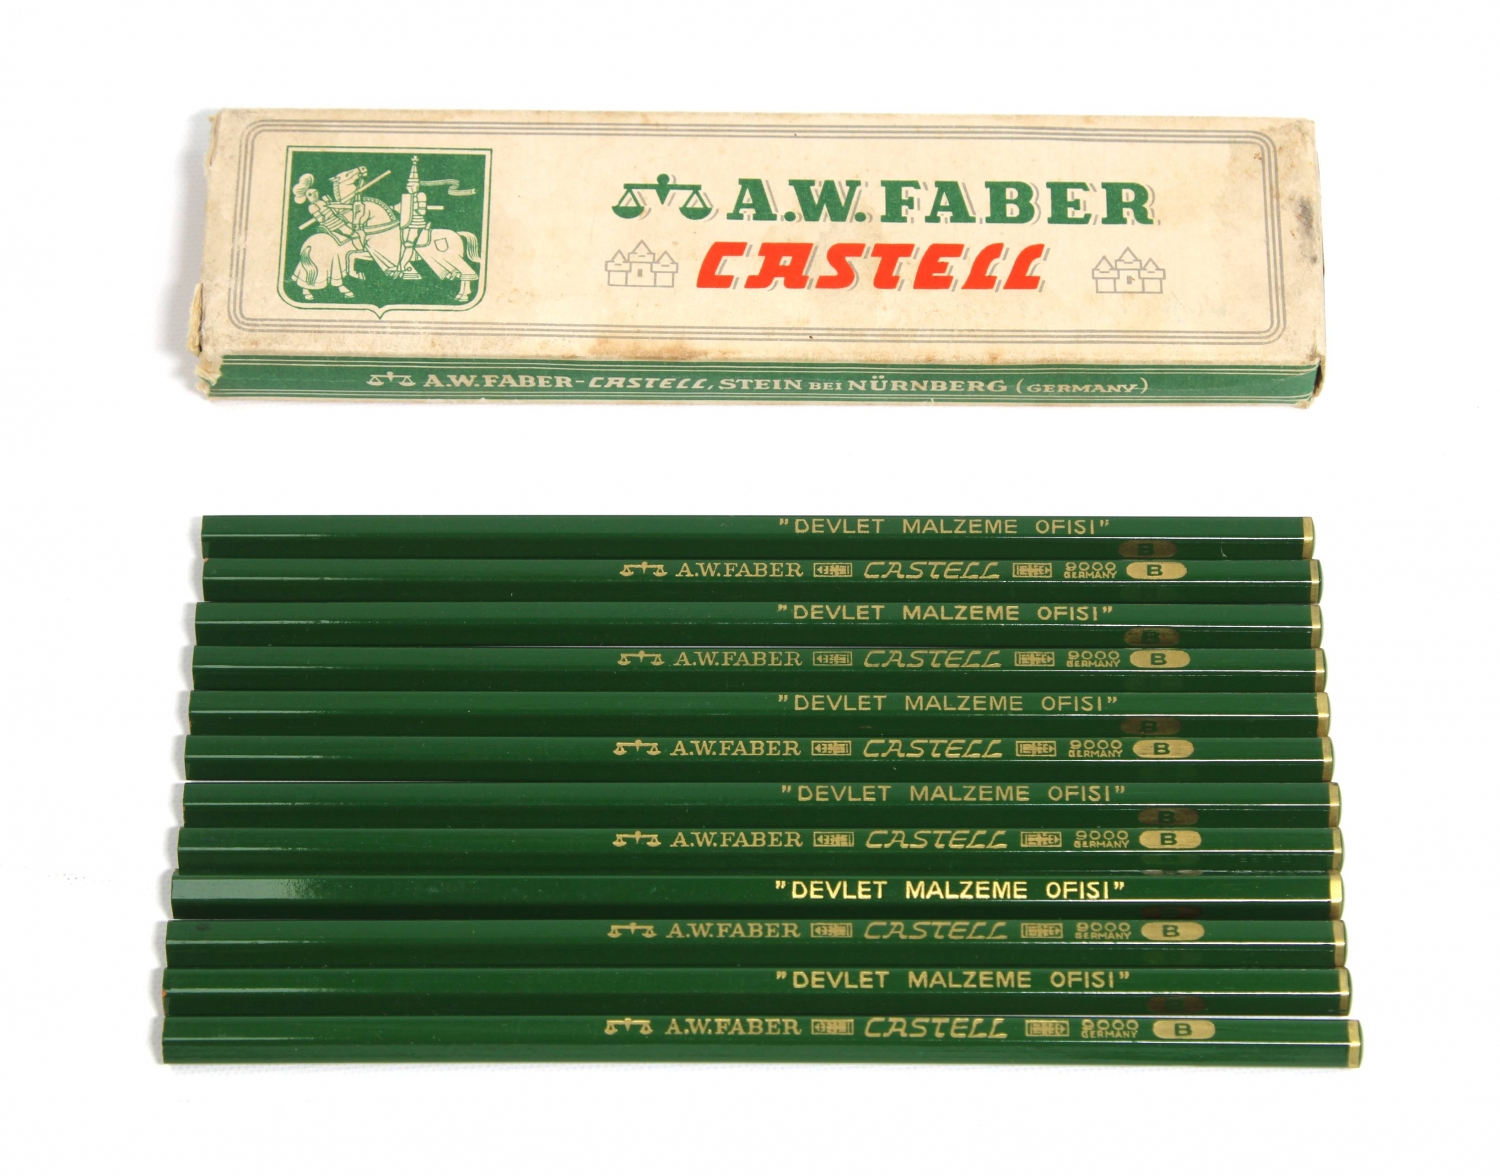 A.W.FABER
CASTELL
A.W.FABER-CASTELL, STEIN BEI NÜRNBERG (GERMANY)
"DEVLET MALZEME OFISI"
B
A.W.FABER CASTELL 9000 GERMANY B
"DEVLET MALZEME OFISI"
B
A.W.FABER CASTELL 9000 GERMANY B
"DEVLET MALZEME OFISI"
B
A.W.FABER CASTELL 9000 GERMANY B
"DEVLET MALZEME OFISI"
B
A.W.FABER CASTELL 9000 GERMANY B
"DEVLET MALZEME OFISI"
A.W.FABER CASTELL 9000 GERMANY B
"DEVLET MALZEME OFISI"
A.W.FABER CASTELL 9000 GERMANY B